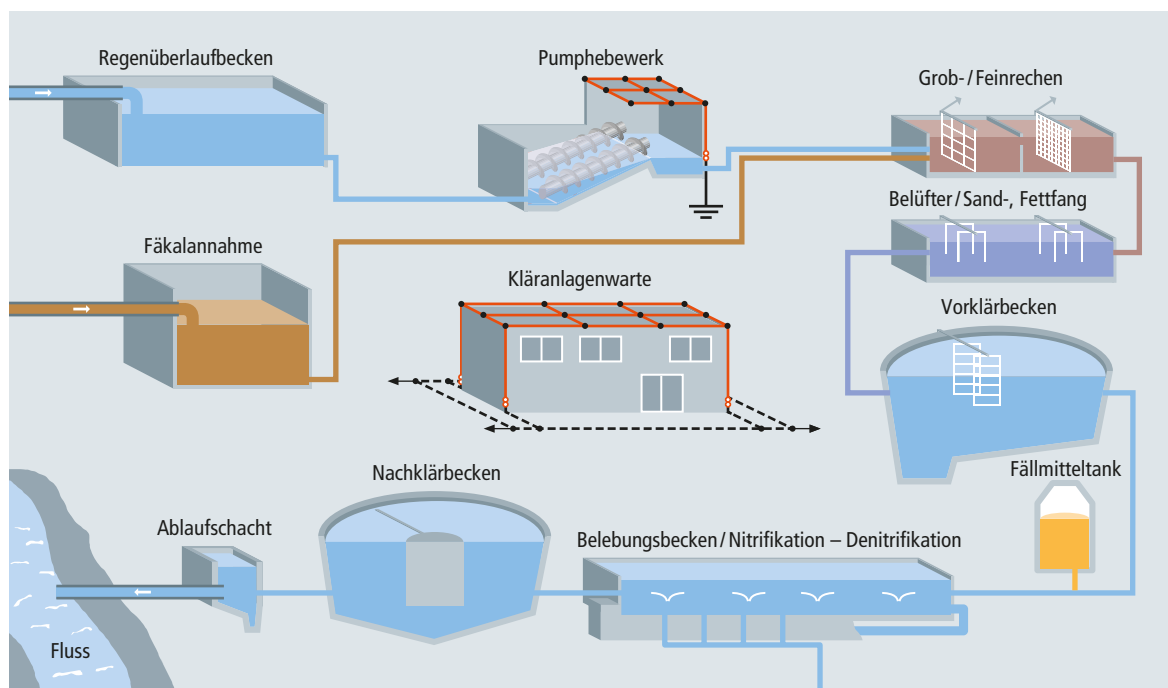 Regenüberlaufbecken
Pumphebewerk
Grob-/Feinrechen
Belüfter/Sand-, Fettfang
Fäkalannahme
Kläranlagenwarte
Vorklärbecken
Fällmitteltank
Nachklärbecken
Ablaufschacht
Belebungsbecken/Nitrifikation – Denitrifikation
Fluss